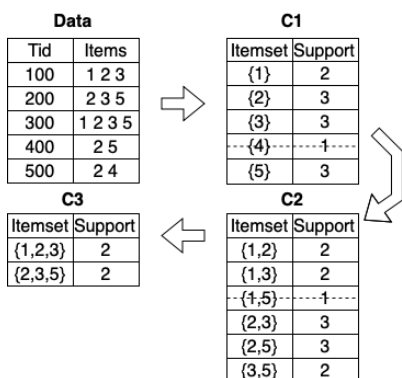 Data
Tid Items
100 1 2 3
200 2 3 5
300 1 2 3 5
400 2 5
500 2 4
C1
Itemset Support
{1} 2
{2} 3
{3} 3
{4} 1
{5} 3
C3
Itemset Support
{1,2,3} 2
{2,3,5} 2
C2
Itemset Support
{1,2} 2
{1,3} 2
{1,5} 1
{2,3} 3
{2,5} 3
{3,5} 2